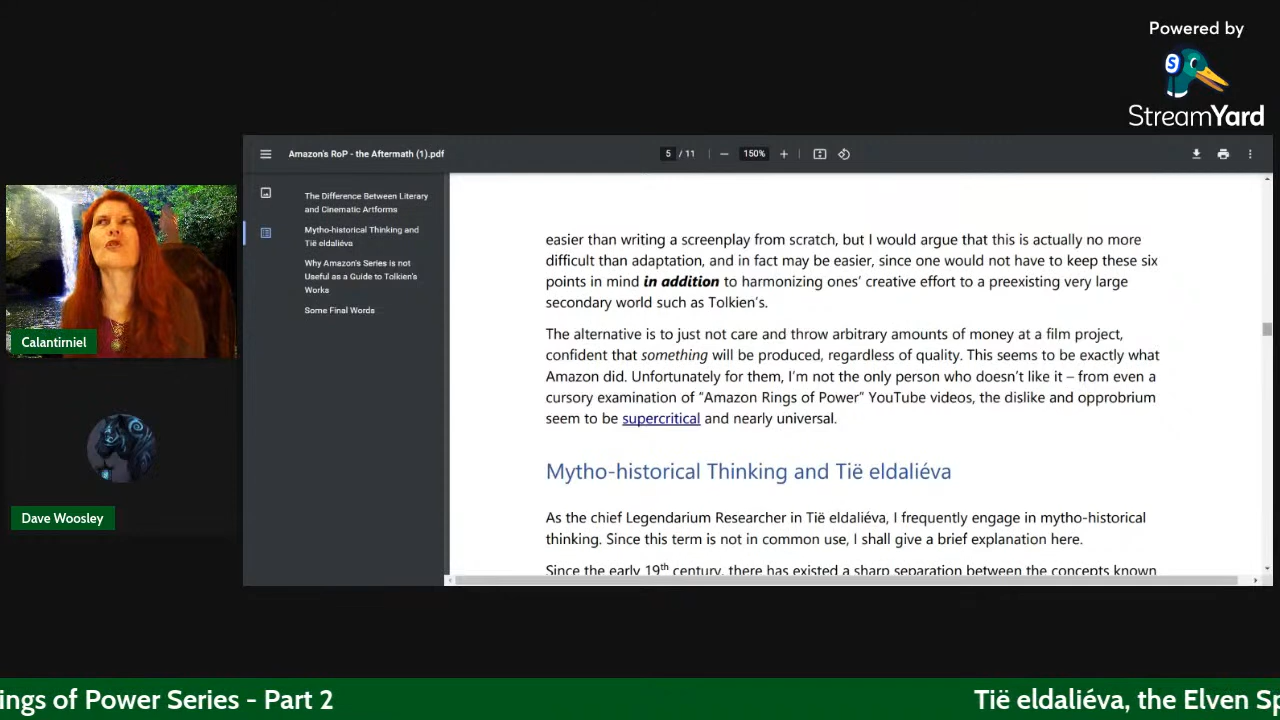 Powered by
StreamYard
Amazon's RoP - the Aftermath (1).pdf
5 / 11
150%
The Difference Between Literary
and Cinematic Artforms
Mytho-historical Thinking and
Tië eldaliéva
Why Amazon's Series is not
Useful as a Guide to Tolkien's
Works
Some Final Words
easier than writing a screenplay from scratch, but I would argue that this is actually no more
difficult than adaptation, and in fact may be easier, since one would not have to keep these six
points in mind in addition to harmonizing ones' creative effort to a preexisting very large
secondary world such as Tolkien's.
The alternative is to just not care and throw arbitrary amounts of money at a film project,
confident that something will be produced, regardless of quality. This seems to be exactly what
Amazon did. Unfortunately for them, I'm not the only person who doesn't like it – from even a
cursory examination of "Amazon Rings of Power" YouTube videos, the dislike and opprobrium
seem to be supercritical and nearly universal.
Mytho-historical Thinking and Tië eldaliéva
As the chief Legendarium Researcher in Tië eldaliéva, I frequently engage in mytho-historical
thinking. Since this term is not in common use, I shall give a brief explanation here.
Since the early 19th century, there has existed a sharp separation between the concepts known
Calantirniel
Dave Woosley
ings of Power Series - Part 2
Tië eldaliéva, the Elven Sp